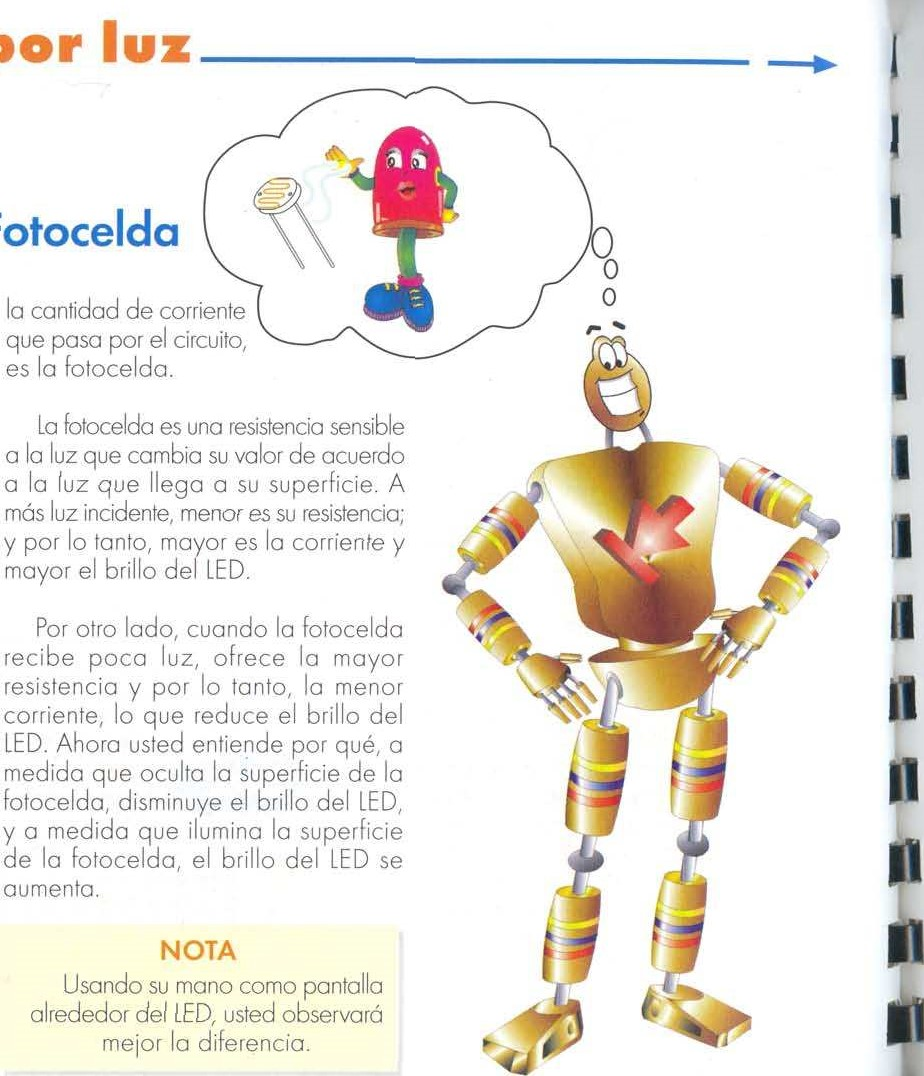 por luz
Fotocelda
la cantidad de corriente
que pasa por el circuito,
es la fotocelda.
La fotocelda es una resistencia sensible
a la luz que cambia su valor de acuerdo
a la luz que llega a su superficie. A
más luz incidente, menor es su resistencia;
y por lo tanto, mayor es la corriente y
mayor el brillo del LED.
Por otro lado, cuando la fotocelda
recibe poca luz, ofrece la mayor
resistencia y por lo tanto, la menor
corriente, lo que reduce el brillo del
LED. Ahora usted entiende por qué, a
medida que oculta la superficie de la
fotocelda, disminuye el brillo del LED,
y a medida que ilumina la superficie
de la fotocelda, el brillo del LED se
aumenta.
NOTA
Usando su mano como pantalla
alrededor del LED, usted observará
mejor la diferencia.